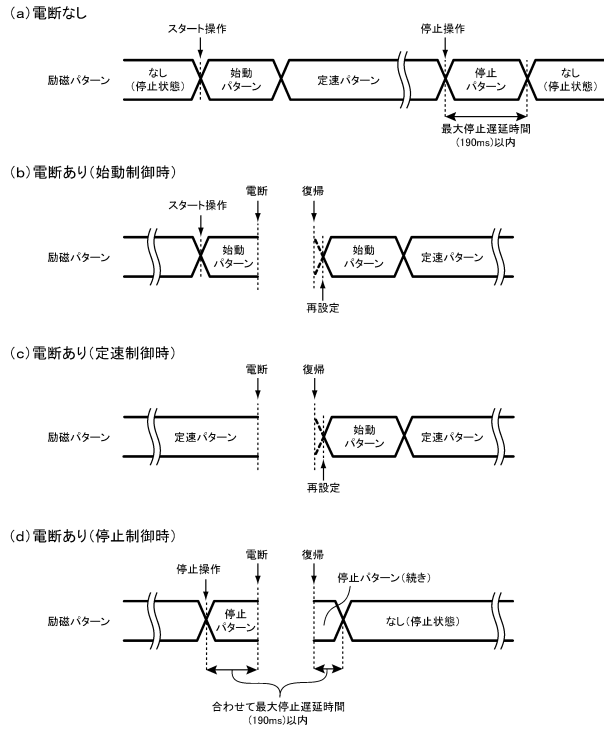 (a)電断なし
スタート操作
停止操作
励磁パターン
なし
(停止状態)
始動
パターン
定速パターン
停止
パターン
なし
(停止状態)
最大停止遅延時間
(190ms)以内
(b)電断あり(始動制御時)
電断
復帰
スタート操作
励磁パターン
始動
パターン
始動
パターン
定速パターン
再設定
(c)電断あり(定速制御時)
電断
復帰
励磁パターン
定速パターン
始動
パターン
定速パターン
再設定
(d)電断あり(停止制御時)
電断
復帰
停止操作
停止パターン(続き)
励磁パターン
停止
パターン
なし(停止状態)
合わせて最大停止遅延時間
(190ms)以内